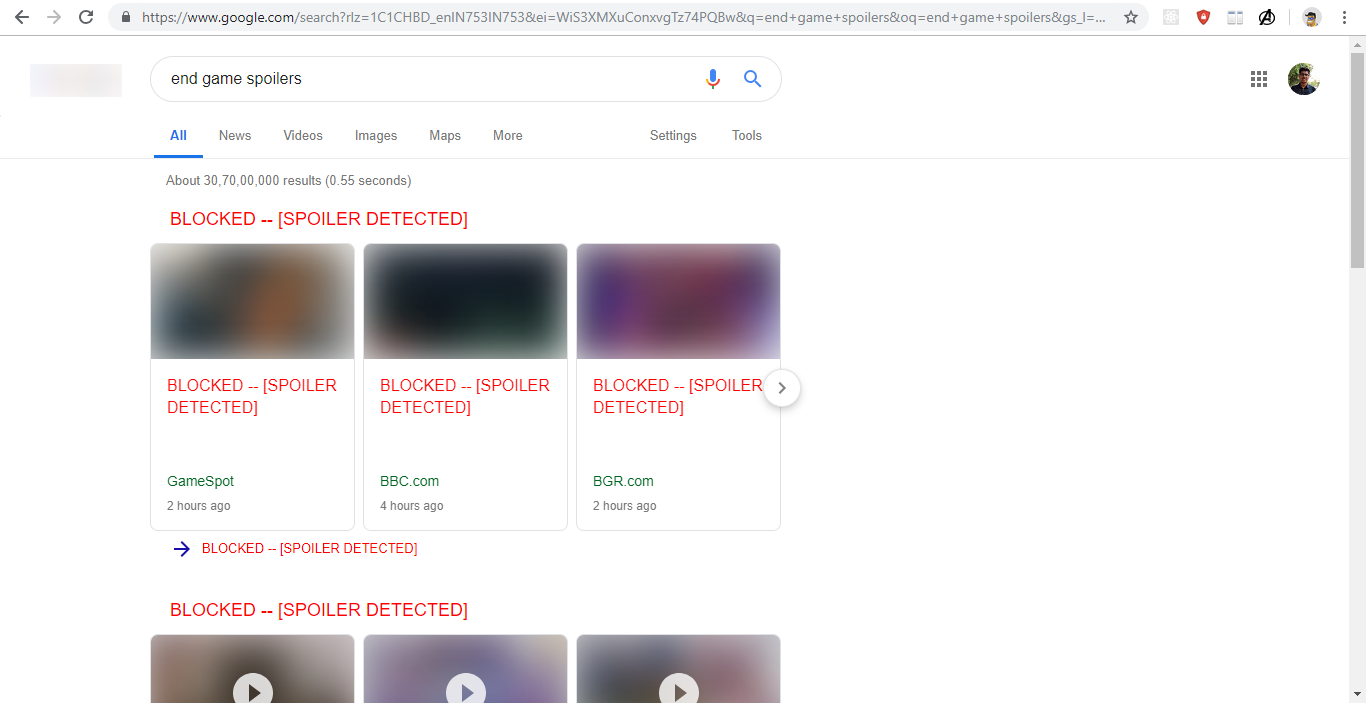 https://www.google.com/search?rlz=1C1CHBD_enIN753IN753&ei=WiS3XMXuConxvgTz74PQBw&q=end+game+spoilers&oq=end+game+spoilers&gs_l=...
end game spoilers
All News Videos Images Maps More Settings Tools
About 30,70,00,000 results (0.55 seconds)
BLOCKED -- [SPOILER DETECTED]
BLOCKED -- [SPOILER
DETECTED]
GameSpot
2 hours ago
BLOCKED -- [SPOILER
DETECTED]
BBC.com
4 hours ago
BLOCKED -- [SPOILER
DETECTED]
BGR.com
2 hours ago
BLOCKED -- [SPOILER DETECTED]
BLOCKED -- [SPOILER DETECTED]